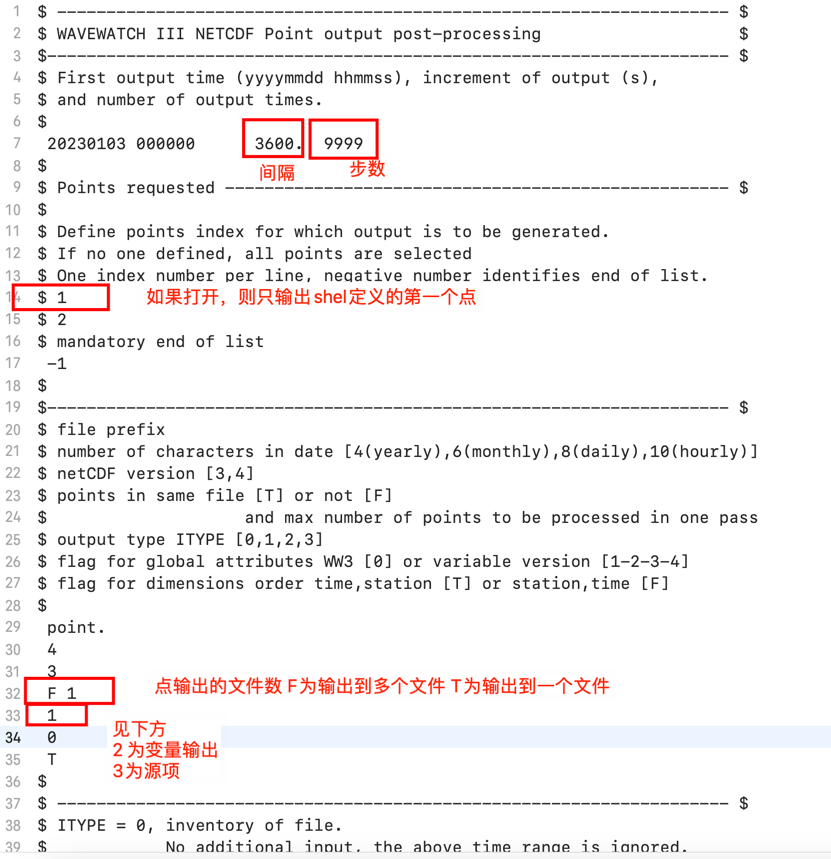 1 $ -------------------------------------------------------------------- $
2 $ WAVEWATCH III NETCDF Point output post-processing $
3 $--------------------------------------------------------------------- $
4 $ First output time (yyyymmdd hhmmss), increment of output (s),
5 $ and number of output times.
6 $
7 20230103 000000 3600. 9999
8 $ 间隔 步数
9 $ Points requested --------------------------------------------------- $
10 $
11 $ Define points index for which output is to be generated.
12 $ If no one defined, all points are selected
13 $ One index number per line, negative number identifies end of list.
14 $ 1 如果打开，则只输出shel定义的第一个点
15 $ 2
16 $ mandatory end of list
17 -1
18 $
19 $--------------------------------------------------------------------- $
20 $ file prefix
21 $ number of characters in date [4(yearly),6(monthly),8(daily),10(hourly)]
22 $ netCDF version [3,4]
23 $ points in same file [T] or not [F]
24 $ and max number of points to be processed in one pass
25 $ output type ITYPE [0,1,2,3]
26 $ flag for global attributes WW3 [0] or variable version [1-2-3-4]
27 $ flag for dimensions order time,station [T] or station,time [F]
28 $
29 point.
30 4
31 3
32 F 1 点输出的文件数 F为输出到多个文件 T为输出到一个文件
33 1 见下方
34 0 2 为变量输出
35 T 3为源项
36 $
37 $ -------------------------------------------------------------------- $
38 $ ITYPE = 0, inventory of file.
39 $ No additional input, the above time range is ignored.